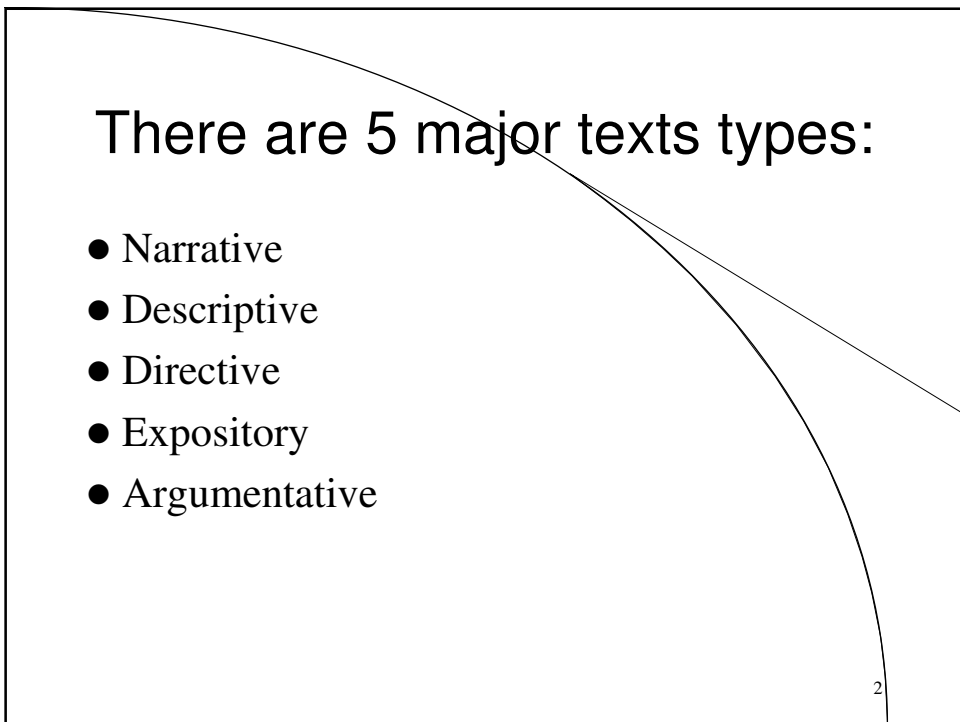 There are 5 major texts types:
● Narrative
● Descriptive
● Directive
● Expository
● Argumentative
2